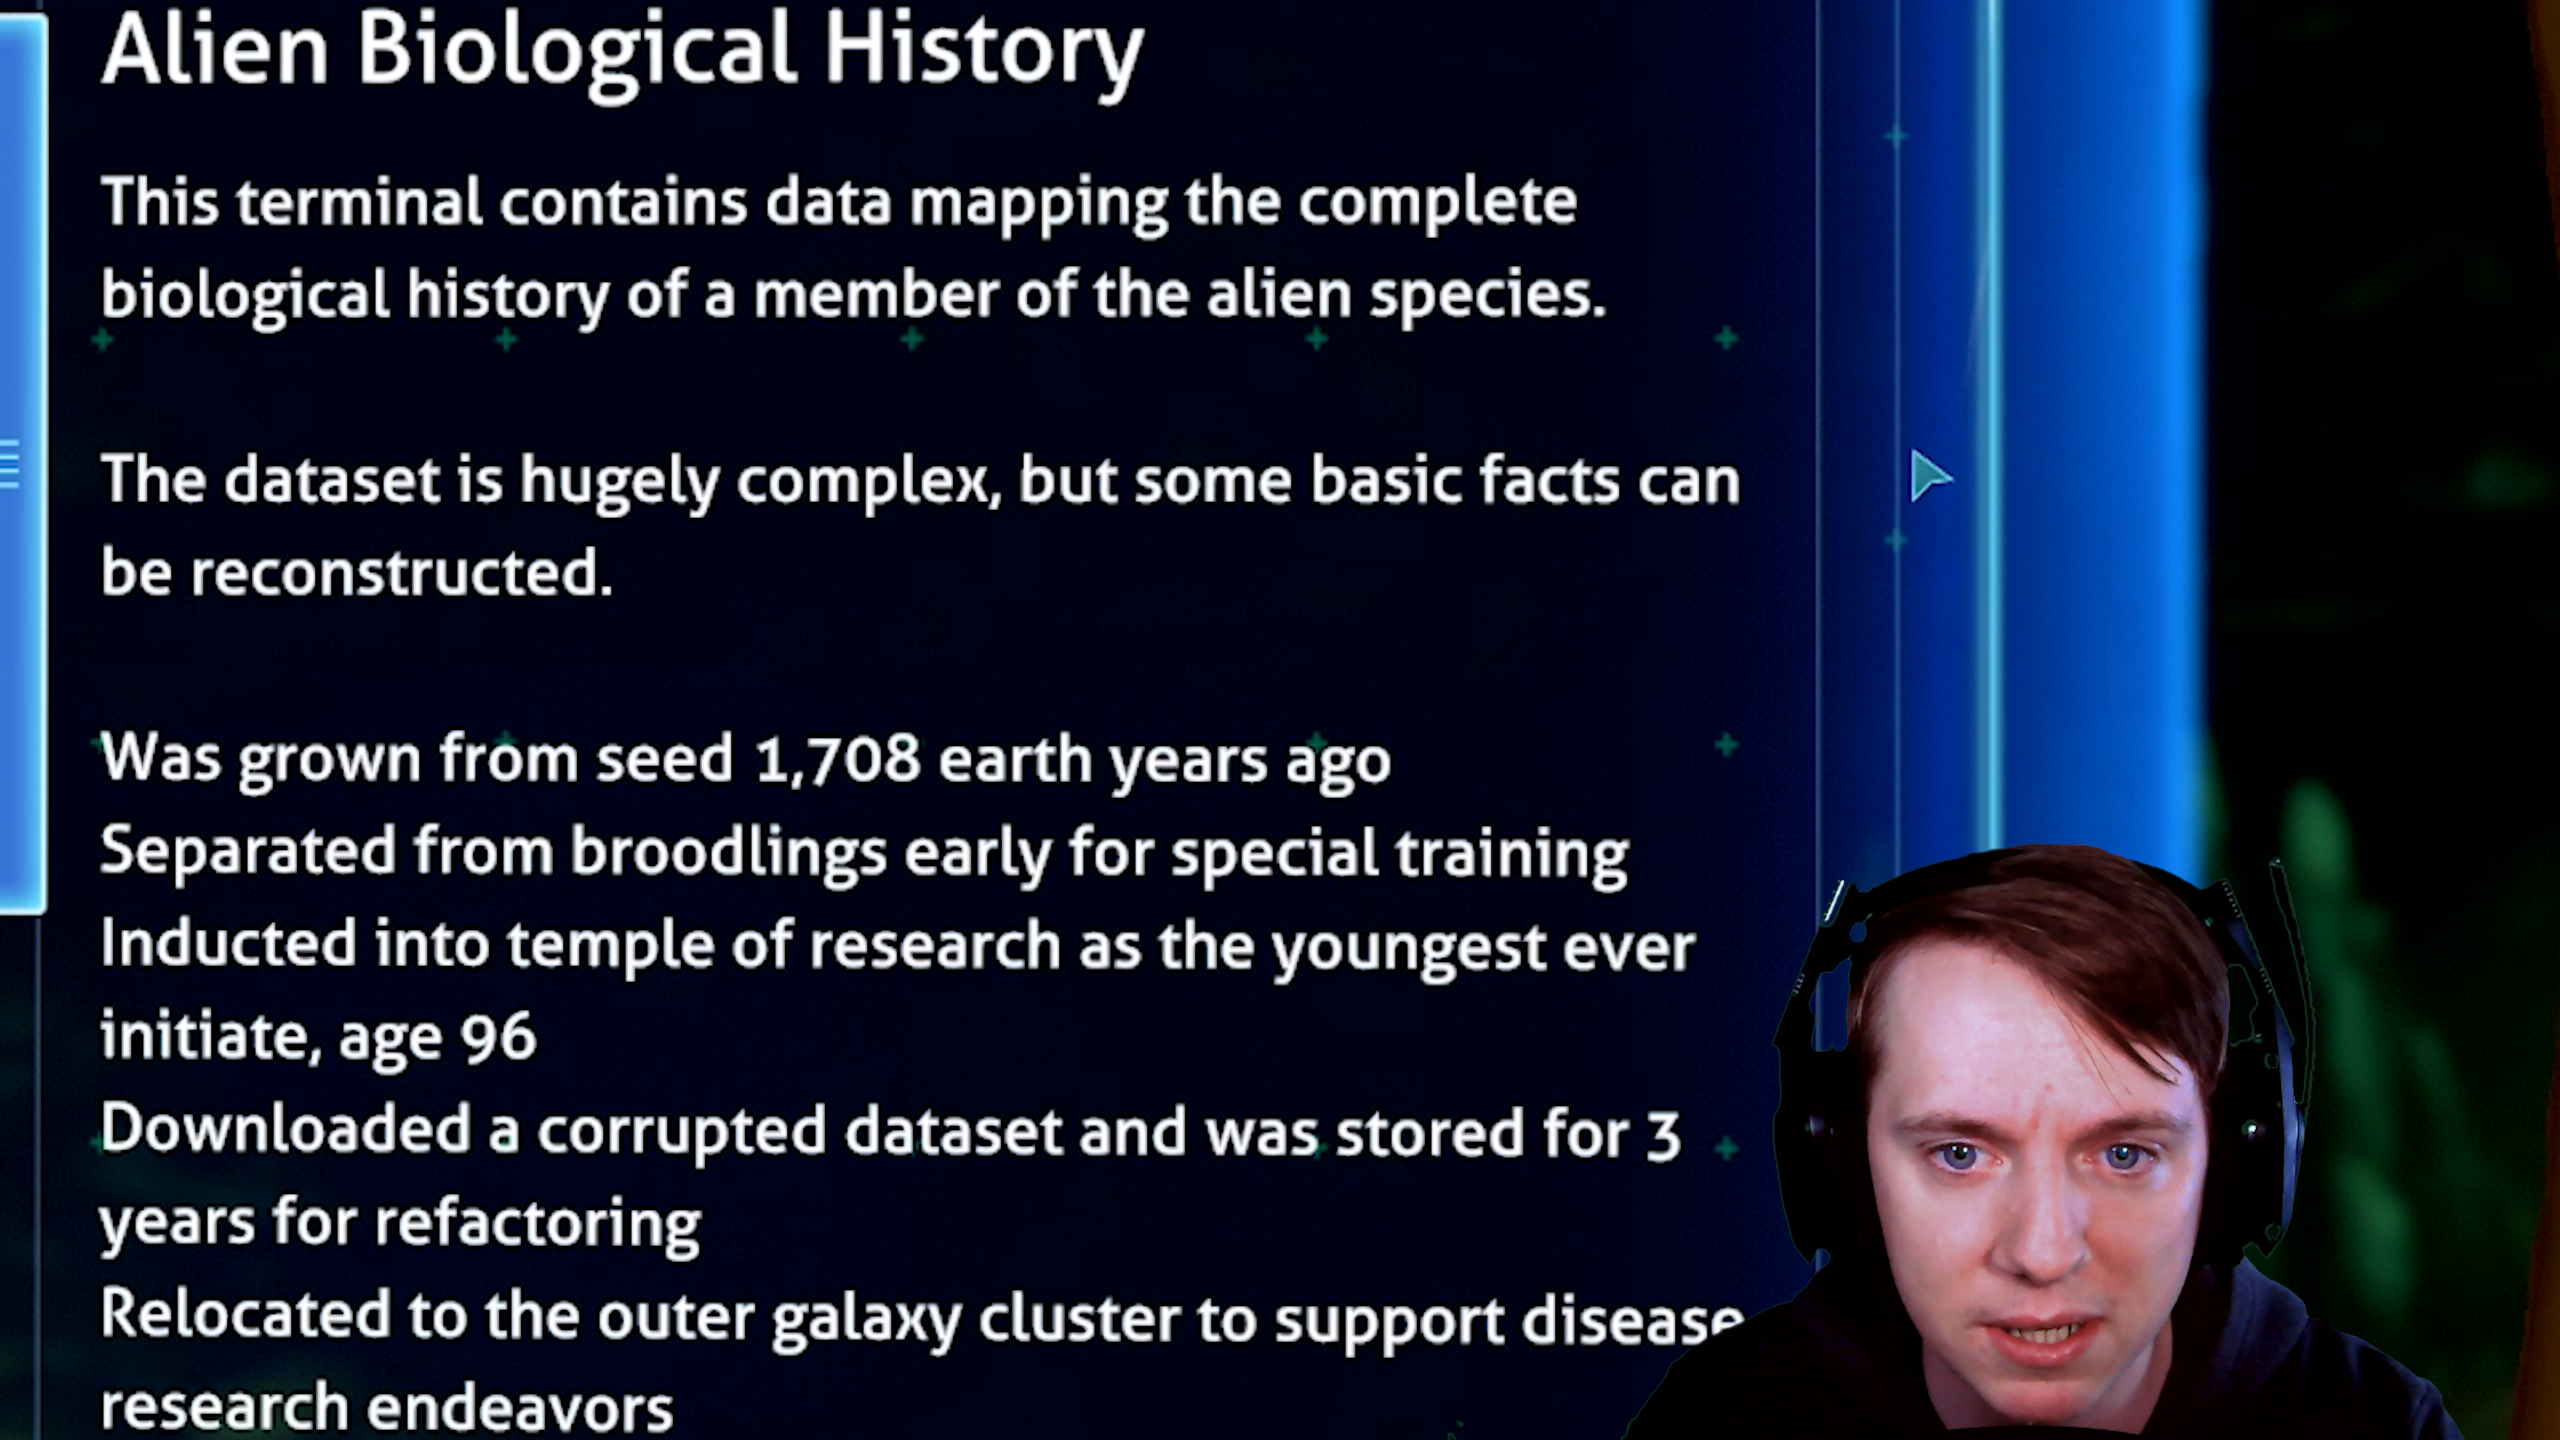 Alien Biological History
This terminal contains data mapping the complete
biological history of a member of the alien species.
The dataset is hugely complex, but some basic facts can
be reconstructed.
Was grown from seed 1,708 earth years ago
Separated from broodlings early for special training
Inducted into temple of research as the youngest ever
initiate, age 96
Downloaded a corrupted dataset and was stored for 3
years for refactoring
Relocated to the outer galaxy cluster to support disease
research endeavors